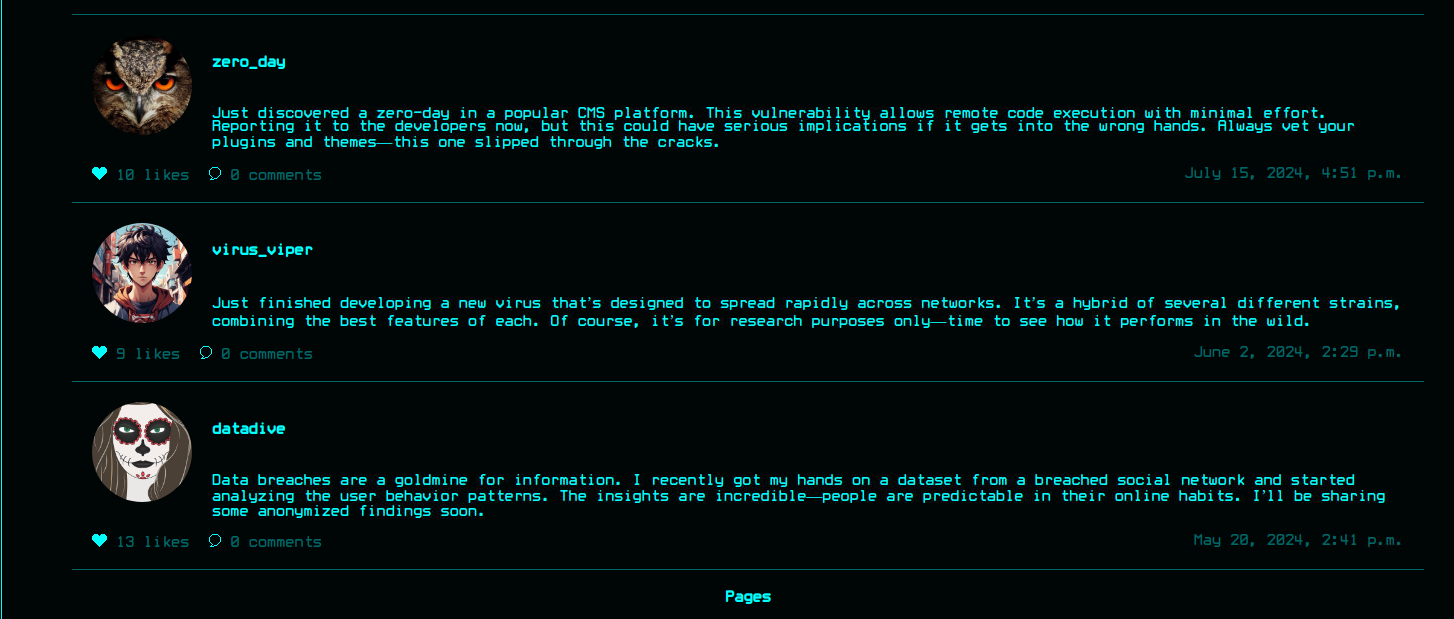 zero_day
Just discovered a zero-day in a popular CMS platform. This vulnerability allows remote code execution with minimal effort.
Reporting it to the developers now, but this could have serious implications if it gets into the wrong hands. Always vet your
plugins and themes—this one slipped through the cracks.
10 likes 0 comments July 15, 2024, 4:51 p.m.
virus_viper
Just finished developing a new virus that's designed to spread rapidly across networks. It's a hybrid of several different strains,
combining the best features of each. Of course, it's for research purposes only—time to see how it performs in the wild.
9 likes 0 comments June 2, 2024, 2:29 p.m.
datadive
Data breaches are a goldmine for information. I recently got my hands on a dataset from a breached social network and started
analyzing the user behavior patterns. The insights are incredible—people are predictable in their online habits. I'll be sharing
some anonymized findings soon.
13 likes 0 comments May 20, 2024, 2:41 p.m.
Pages